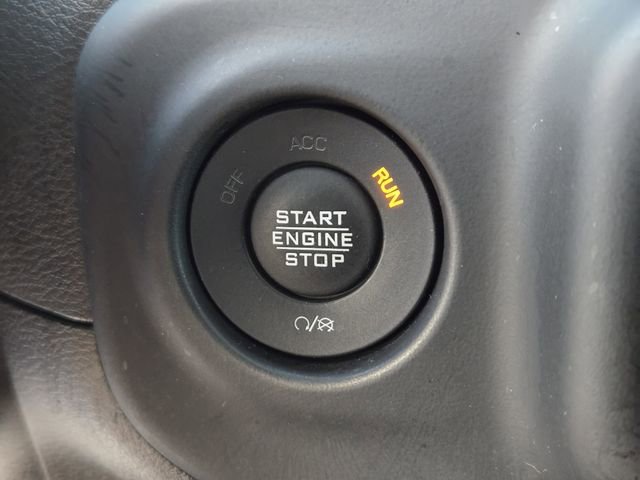 OFF
ACC
RUN
START
ENGINE
STOP